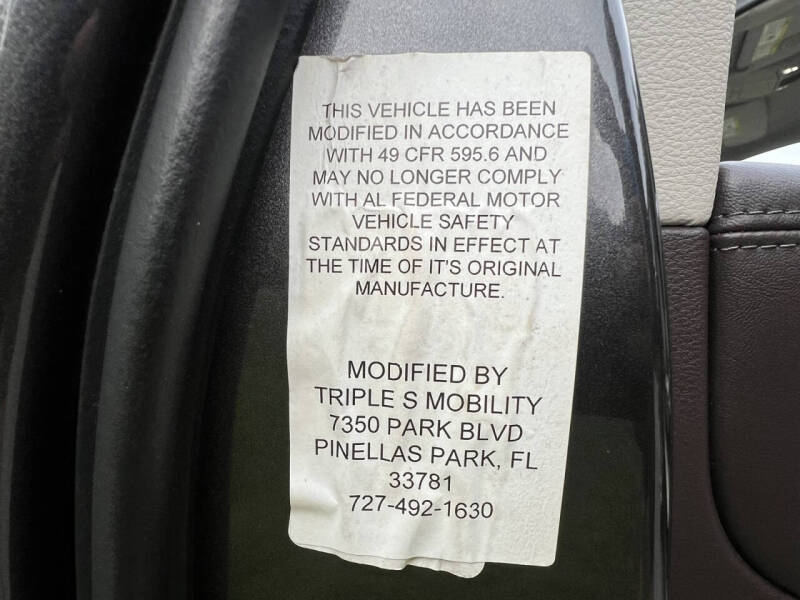 THIS VEHICLE HAS BEEN
MODIFIED IN ACCORDANCE
WITH 49 CFR 595.6 AND
MAY NO LONGER COMPLY
WITH AL FEDERAL MOTOR
VEHICLE SAFETY
STANDARDS IN EFFECT AT
THE TIME OF IT'S ORIGINAL
MANUFACTURE.
MODIFIED BY
TRIPLE S MOBILITY
7350 PARK BLVD
PINELLAS PARK, FL
33781
727-492-1630